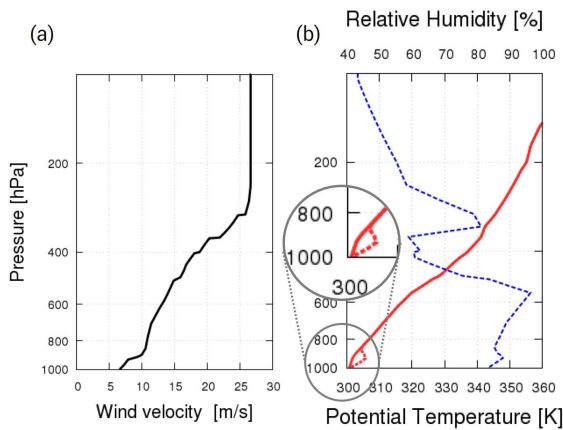 (a)
Pressure [hPa]
200
400
600
800
1000
0 5 10 15 20 25 30
Wind velocity [m/s]
(b)
Relative Humidity [%]
40 50 60 70 80 90 100
200
600
800
1000
800
1000
300
300 310 320 330 340 350 360
Potential Temperature [K]